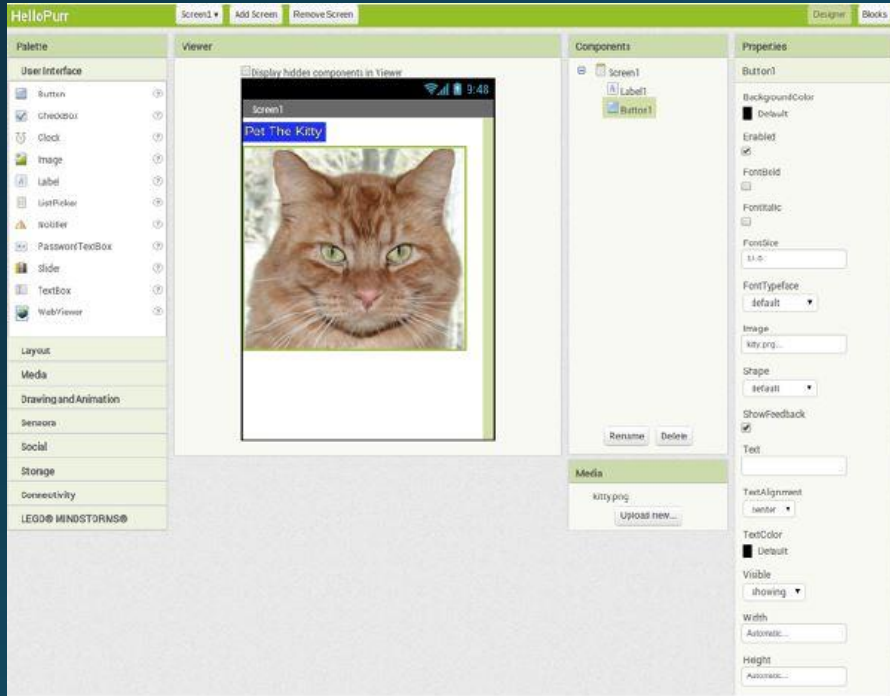 HelloPurr
Screen1 ▾ Add Screen Remove Screen
Designer Blocks
Palette
User Interface
Button
CheckBox
Clock
Image
Label
ListPicker
Notifier
PasswordTextBox
Slider
TextBox
WebViewer
Layout
Media
Drawing and Animation
Sensors
Social
Storage
Connectivity
LEGO® MINDSTORMS®
Viewer
Display hidden components in Viewer
9:48
Screen1
Pet The Kitty
Components
Screen1
Label1
Button1
Rename Delete
Media
kitty.png
Upload new...
Properties
Button1
BackgroundColor
Default
Enabled
FontBold
FontItalic
FontSize
FontTypeface
default
Image
kitty.png...
Shape
default
ShowFeedback
Text
TextAlignment
center
TextColor
Default
Visible
showing
Width
Automatic...
Height
Automatic...